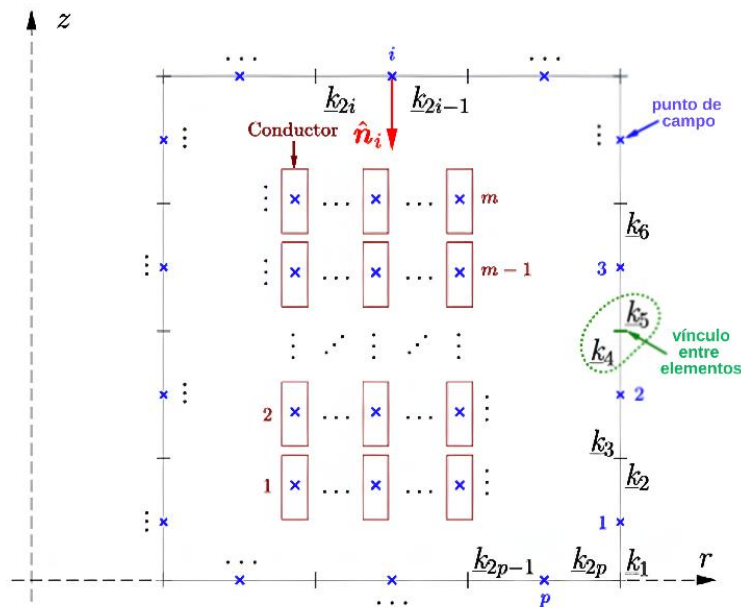 z
i
k2i k2i−1
punto de
campo
Conductor
n̂i
m
k6
m − 1
3
k5
vínculo
entre
elementos
k4
2
2
k3
k2
1
1
k2p−1 k2p k1 r
p